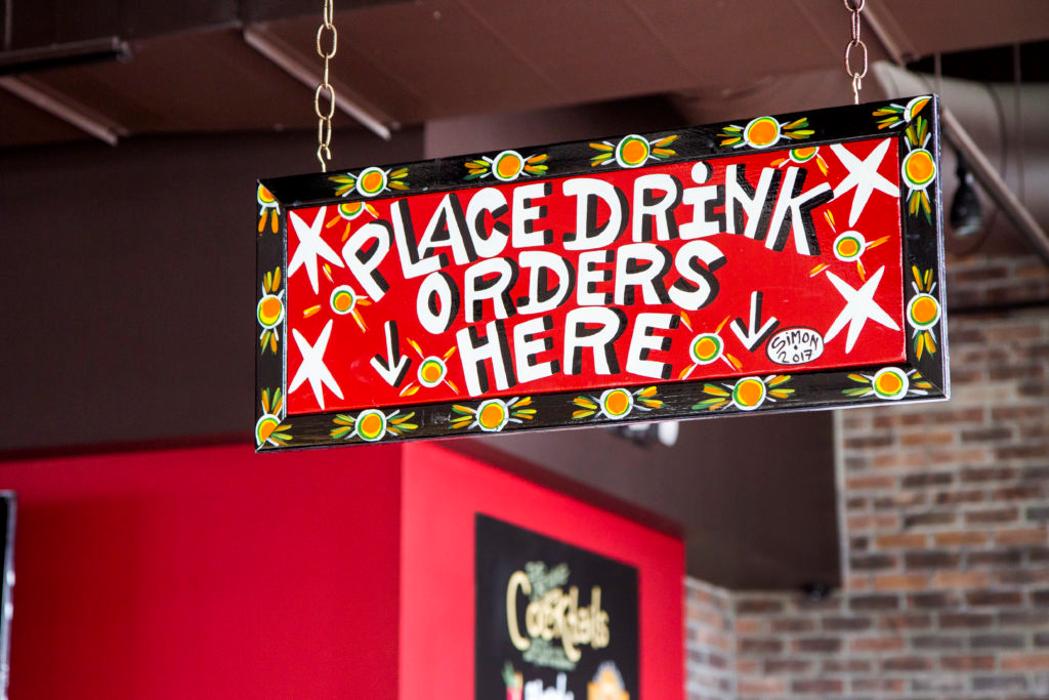 PLACE DRiNK
ORDERS
HERE
SiMON
2017
Cocktails